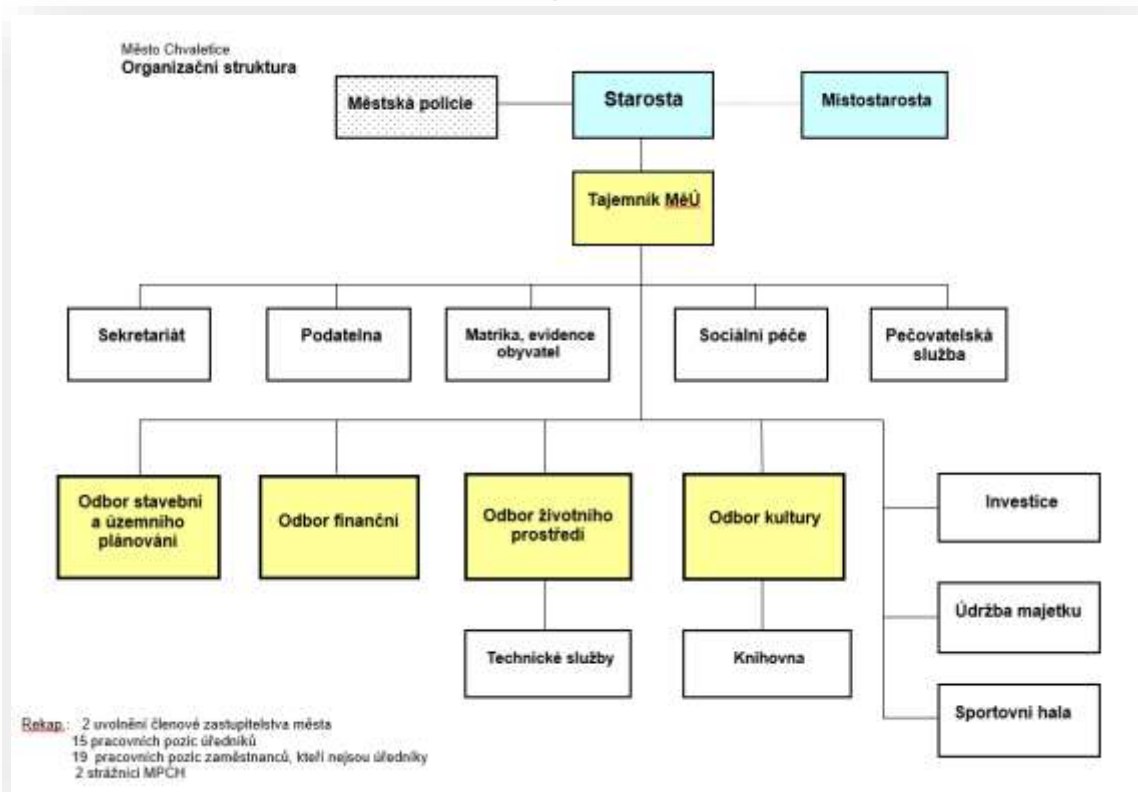 Město Chvaletice
Organizační struktura
Městská policie
Starosta
Místostarosta
Tajemník MěÚ
Sekretariát
Podatelna
Matrika, evidence
obyvatel
Sociální péče
Pečovatelská
služba
Odbor stavební
a územního
plánování
Odbor finanční
Odbor životního
prostředí
Odbor kultury
Investice
Údržba majetku
Technické služby
Knihovna
Sportovní hala
Rekap.: 2 uvolnění členové zastupitelstva města
15 pracovních pozic úředníků
19 pracovních pozic zaměstnanců, kteří nejsou úředníky
2 strážníci MPCH